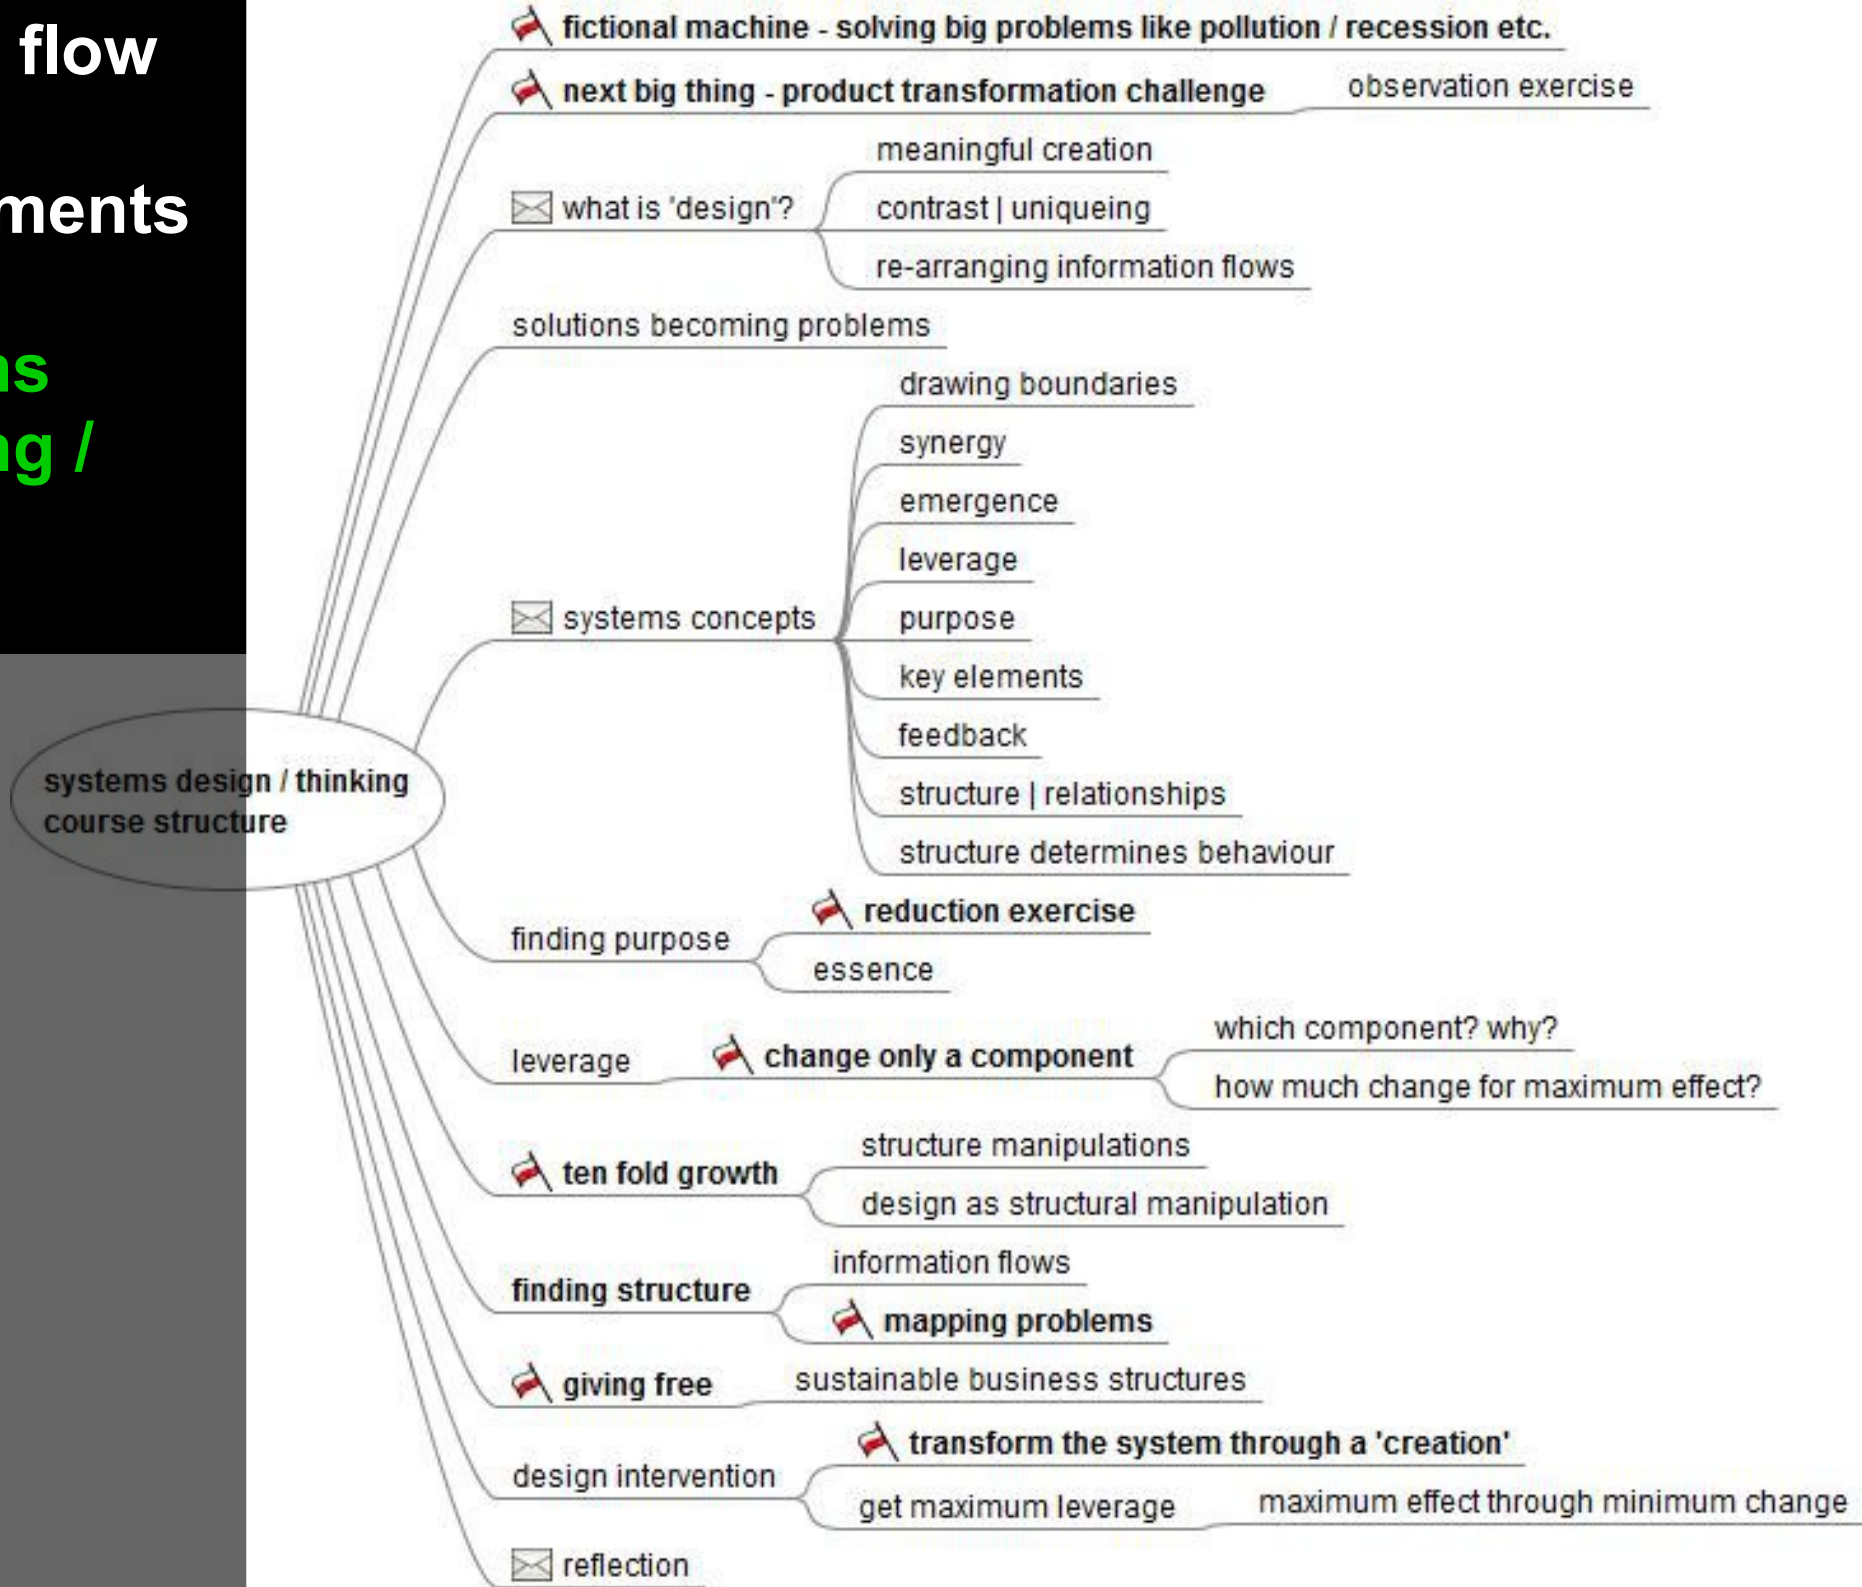 flow
ments
ns
ng /
systems design / thinking
course structure
fictional machine - solving big problems like pollution / recession etc.
next big thing - product transformation challenge
observation exercise
what is 'design'?
meaningful creation
contrast | uniqueing
re-arranging information flows
solutions becoming problems
systems concepts
drawing boundaries
synergy
emergence
leverage
purpose
key elements
feedback
structure | relationships
structure determines behaviour
finding purpose
reduction exercise
essence
leverage
change only a component
which component? why?
how much change for maximum effect?
ten fold growth
structure manipulations
design as structural manipulation
finding structure
information flows
mapping problems
giving free
sustainable business structures
design intervention
transform the system through a 'creation'
get maximum leverage
maximum effect through minimum change
reflection